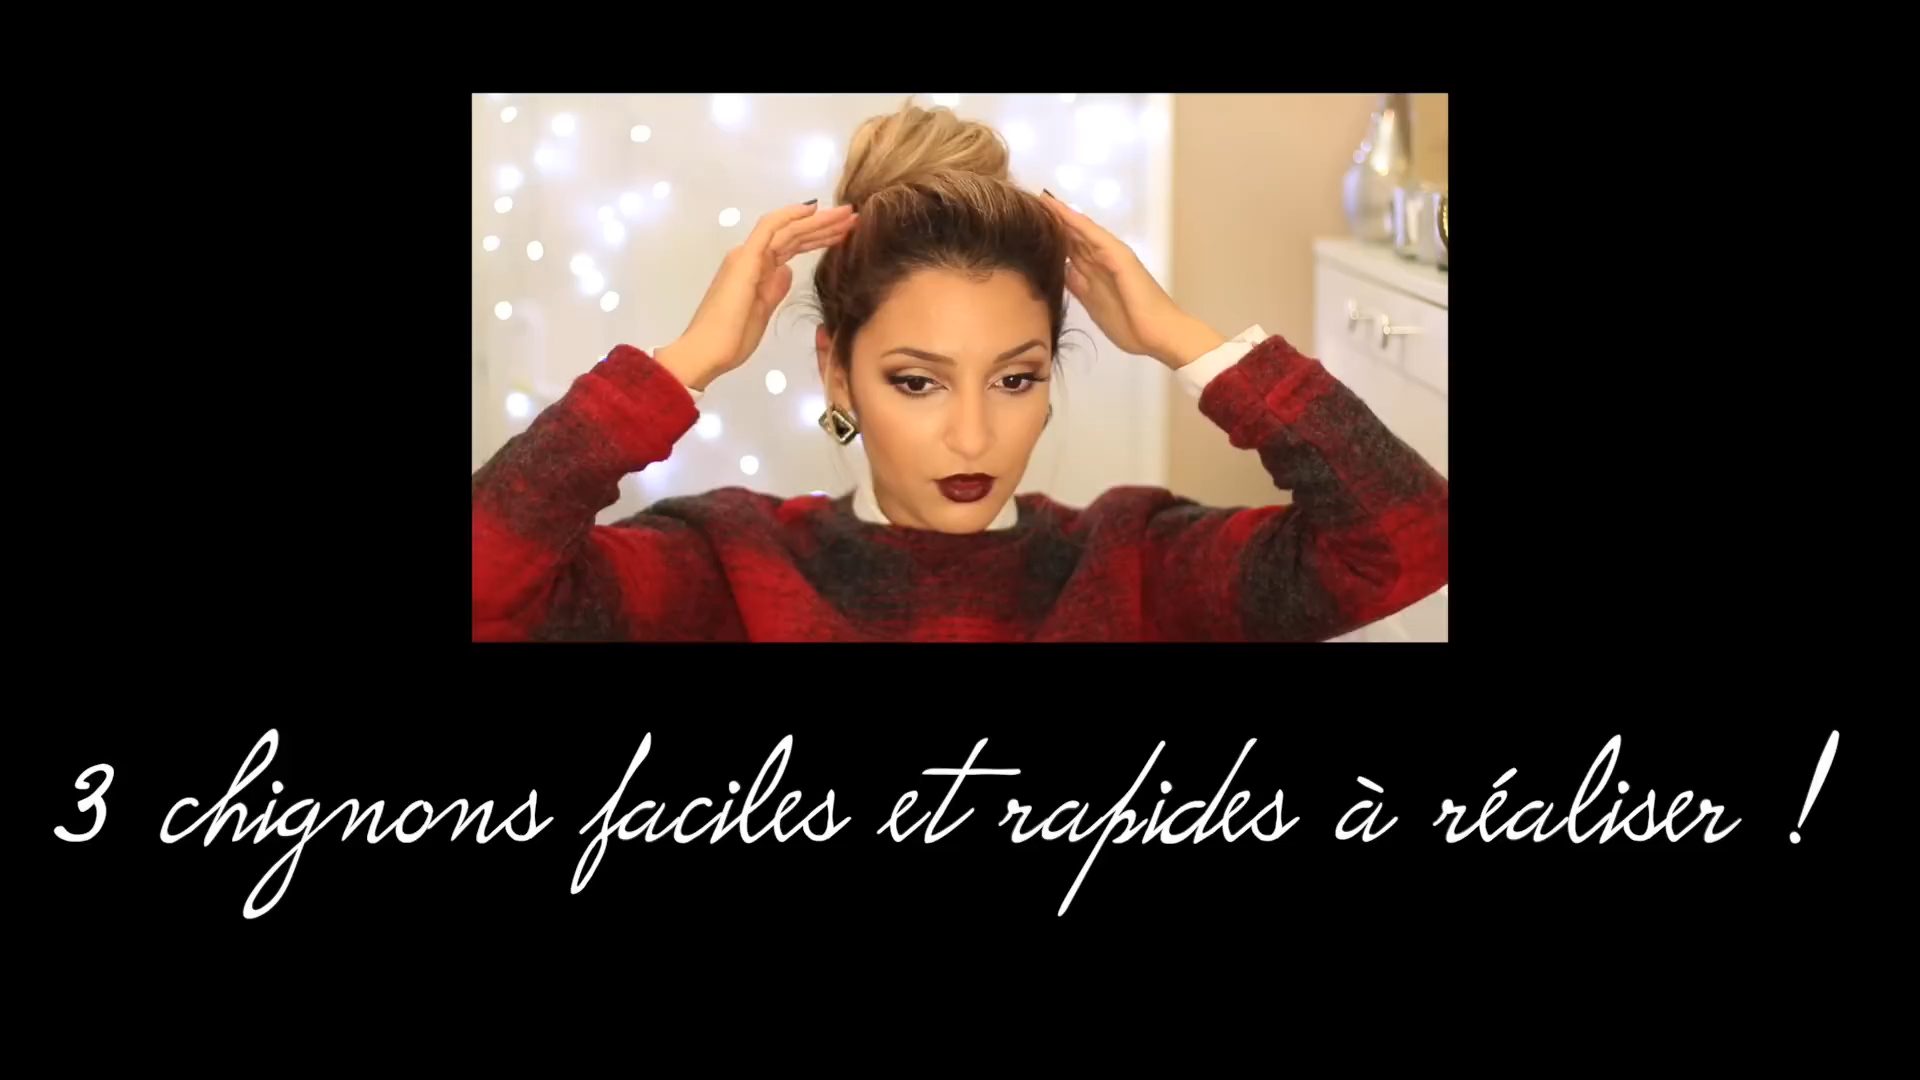 3 chignons faciles et rapides à réaliser !